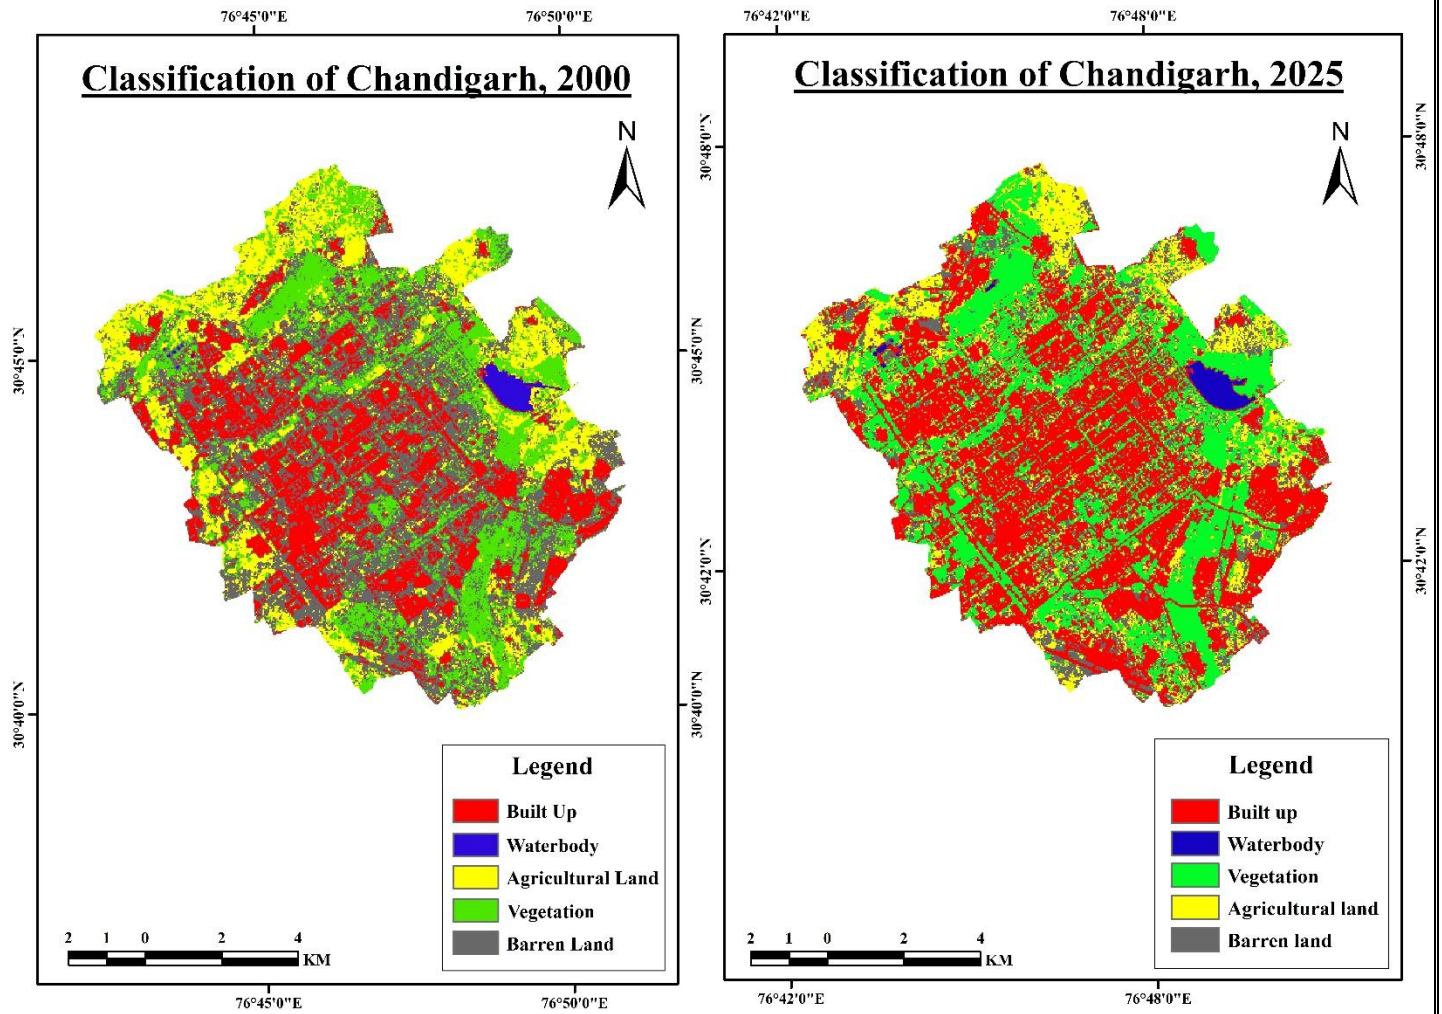 76°45'0"E 76°50'0"E
Classification of Chandigarh, 2000
N
30°45'0"N
30°40'0"N
30°48'0"N
30°45'0"N
30°42'0"N
30°40'0"N
Legend
Built Up
Waterbody
Agricultural Land
Vegetation
Barren Land
2 1 0 2 4
KM
76°45'0"E 76°50'0"E
76°42'0"E 76°48'0"E
Classification of Chandigarh, 2025
N
30°48'0"N
30°45'0"N
30°42'0"N
Legend
Built up
Waterbody
Vegetation
Agricultural land
Barren land
2 1 0 2 4
KM
76°42'0"E 76°48'0"E